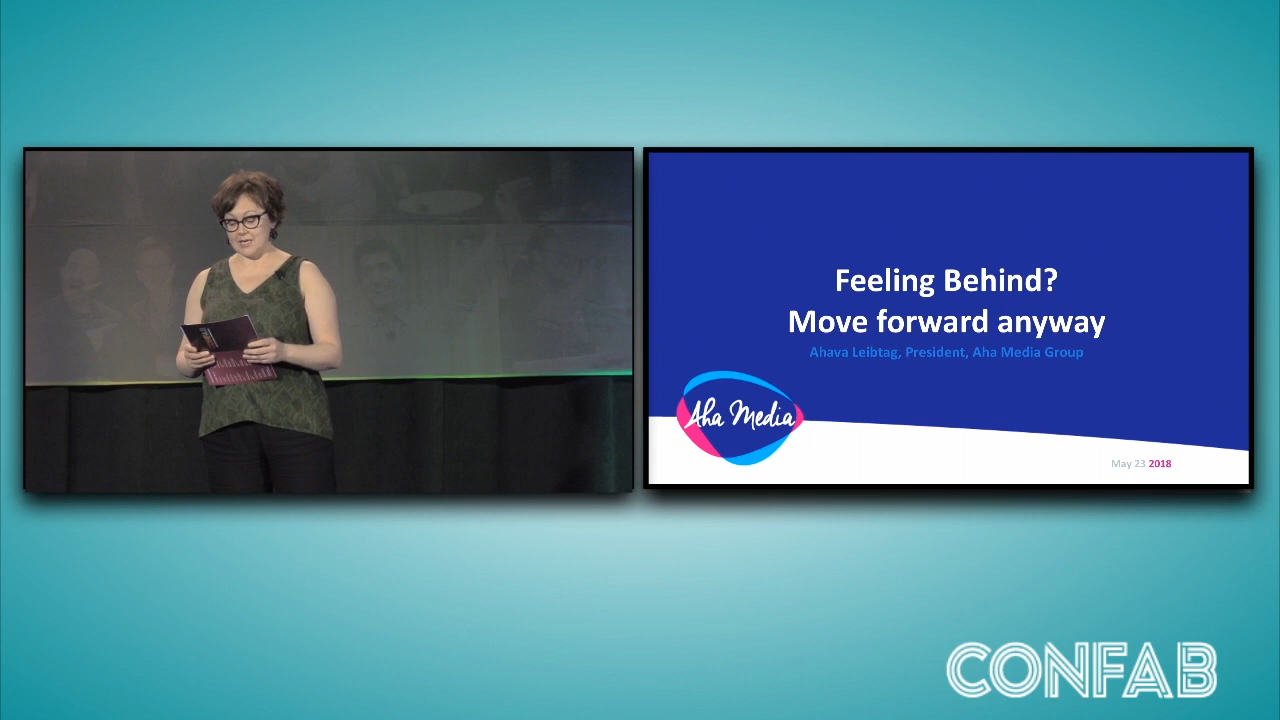 Feeling Behind?
Move forward anyway
Ahava Leibtag, President, Aha Media Group
Aha Media
May 23 2018
CONFAB